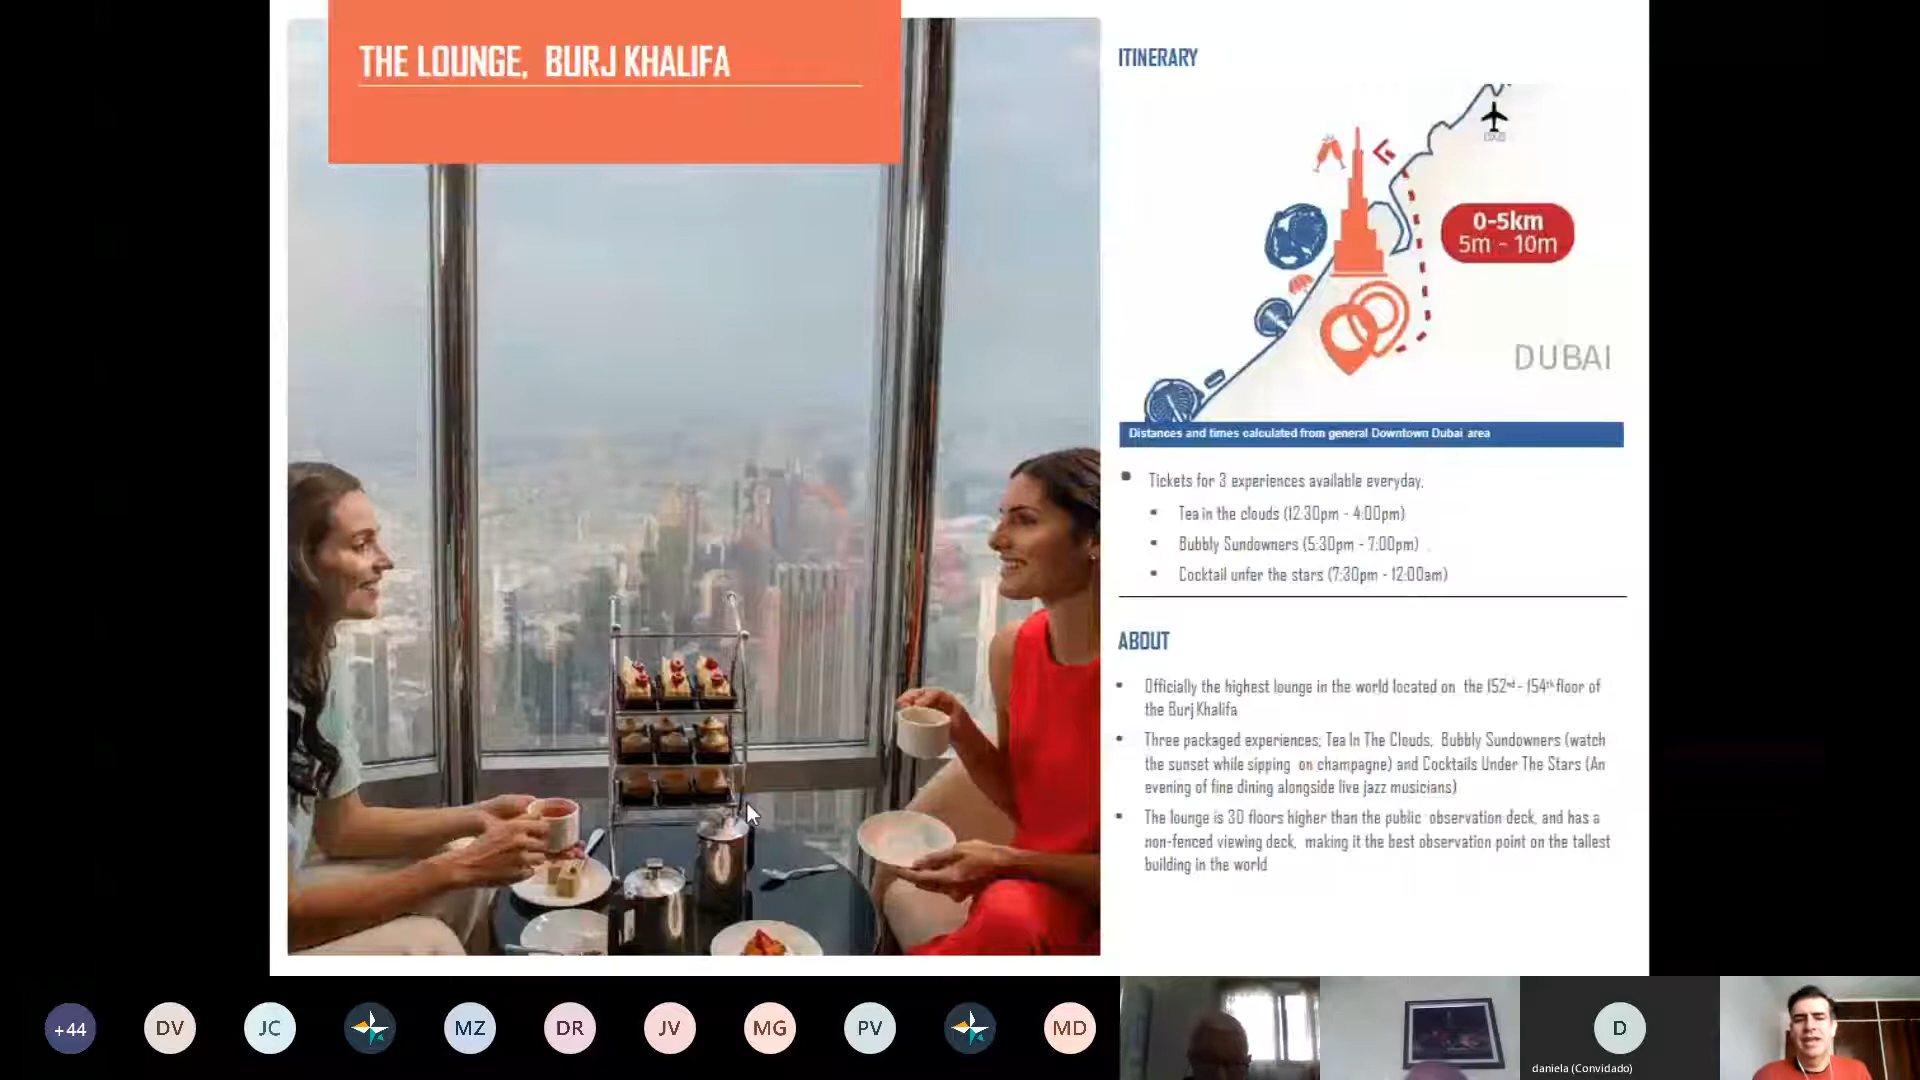 THE LOUNGE, BURJ KHALIFA
ITINERARY
0-5km
5m - 10m
DUBAI
Distances and times calculated from general Downtown Dubai area
Tickets for 3 experiences available everyday,
Tea in the clouds (12.30pm - 4:00pm)
Bubbly Sundowners (5:30pm - 7:00pm)
Cocktail unfer the stars (7:30pm - 12:00am)
ABOUT
Officially the highest lounge in the world located on the 152nd - 154th floor of
the Burj Khalifa
Three packaged experiences; Tea In The Clouds, Bubbly Sundowners (watch
the sunset while sipping on champagne) and Cocktails Under The Stars (An
evening of fine dining alongside live jazz musicians)
The lounge is 30 floors higher than the public observation deck, and has a
non-fenced viewing deck, making it the best observation point on the tallest
building in the world
+44
DV
JC
MZ
DR
JV
MG
PV
MD
D
daniela (Convidado)